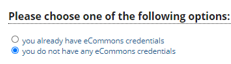 Please choose one of the following options:
you already have eCommons credentials
you do not have any eCommons credentials